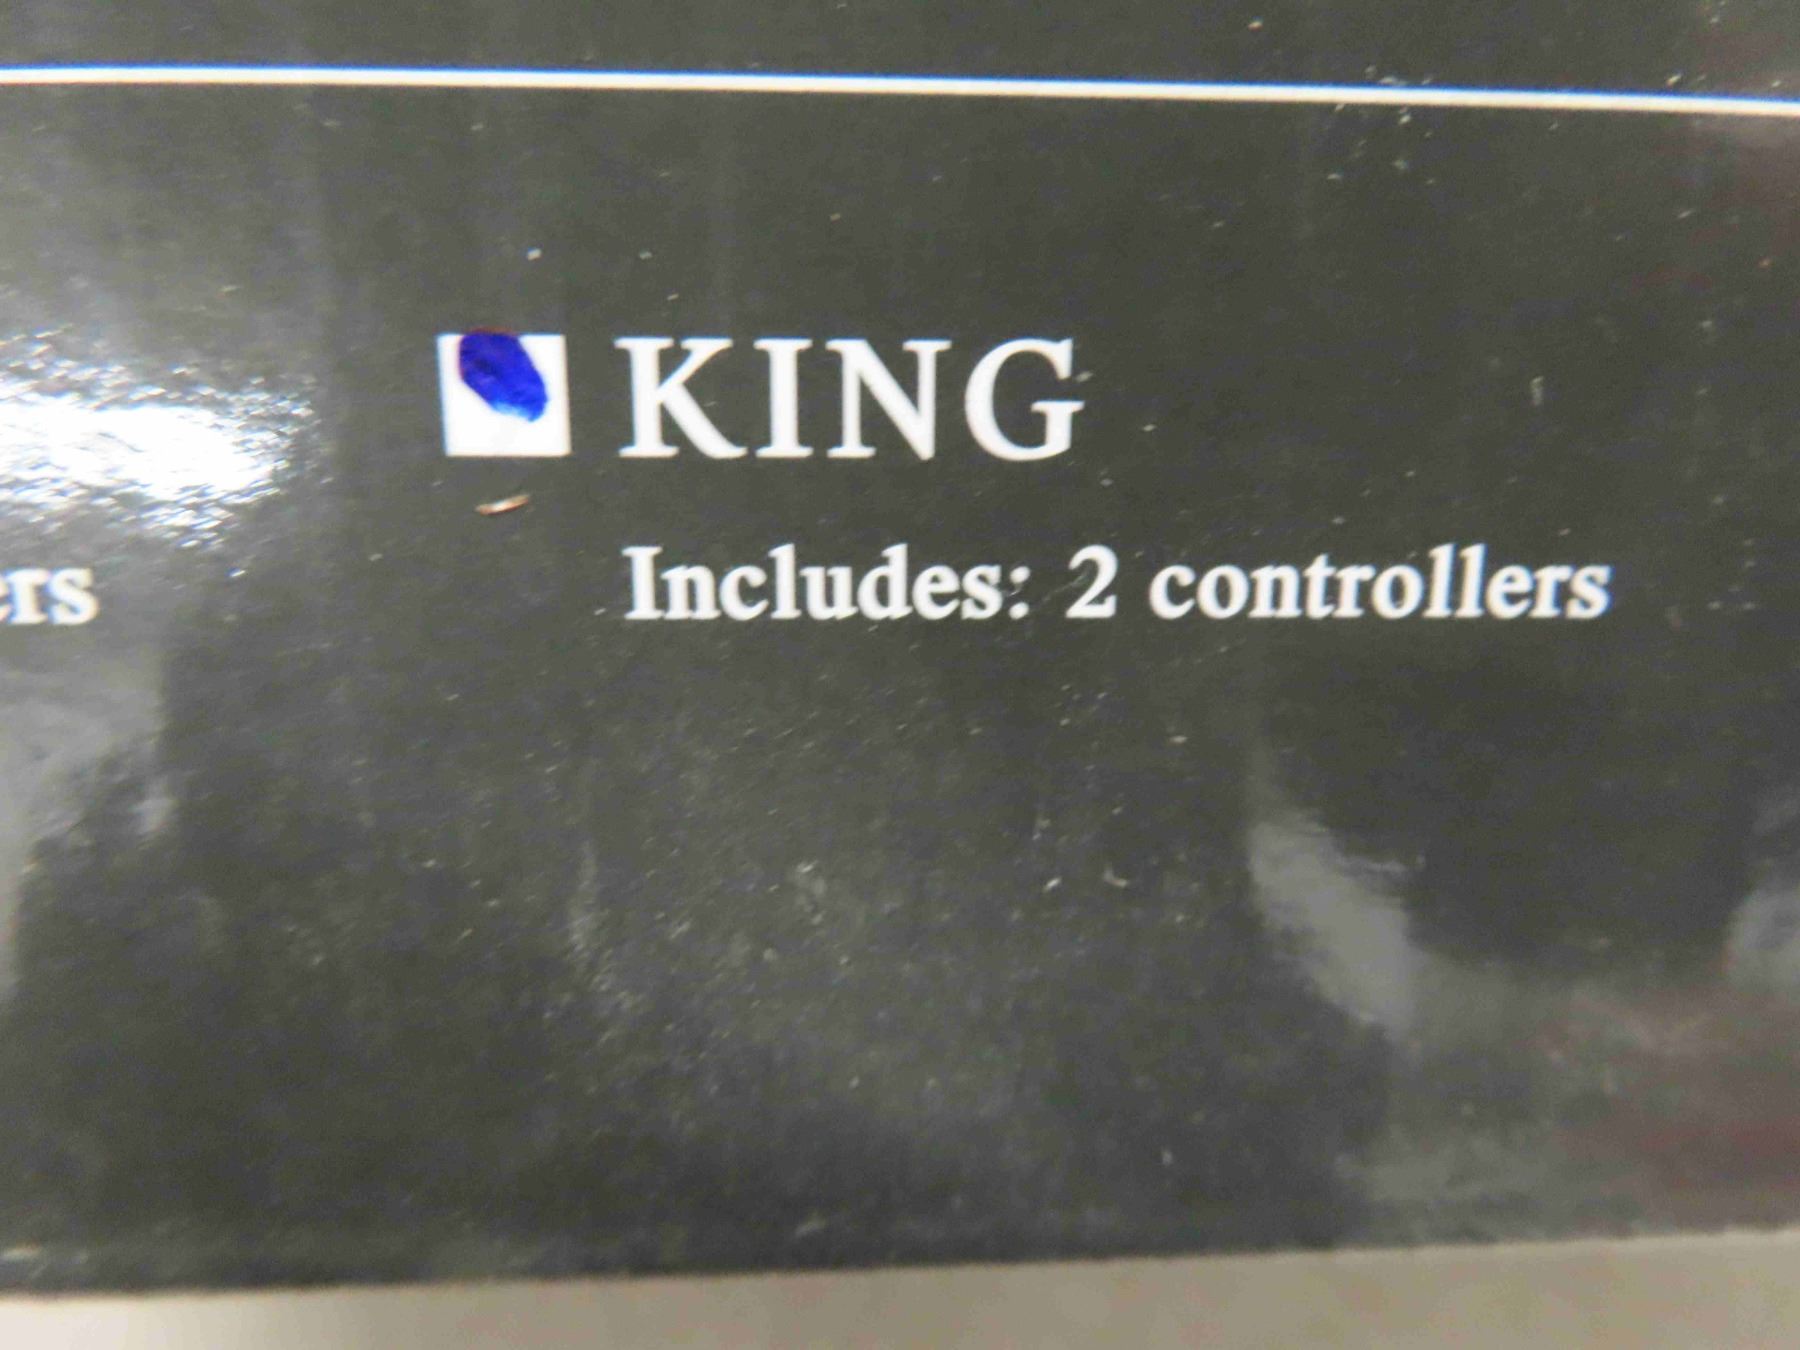 KING
Includes: 2 controllers